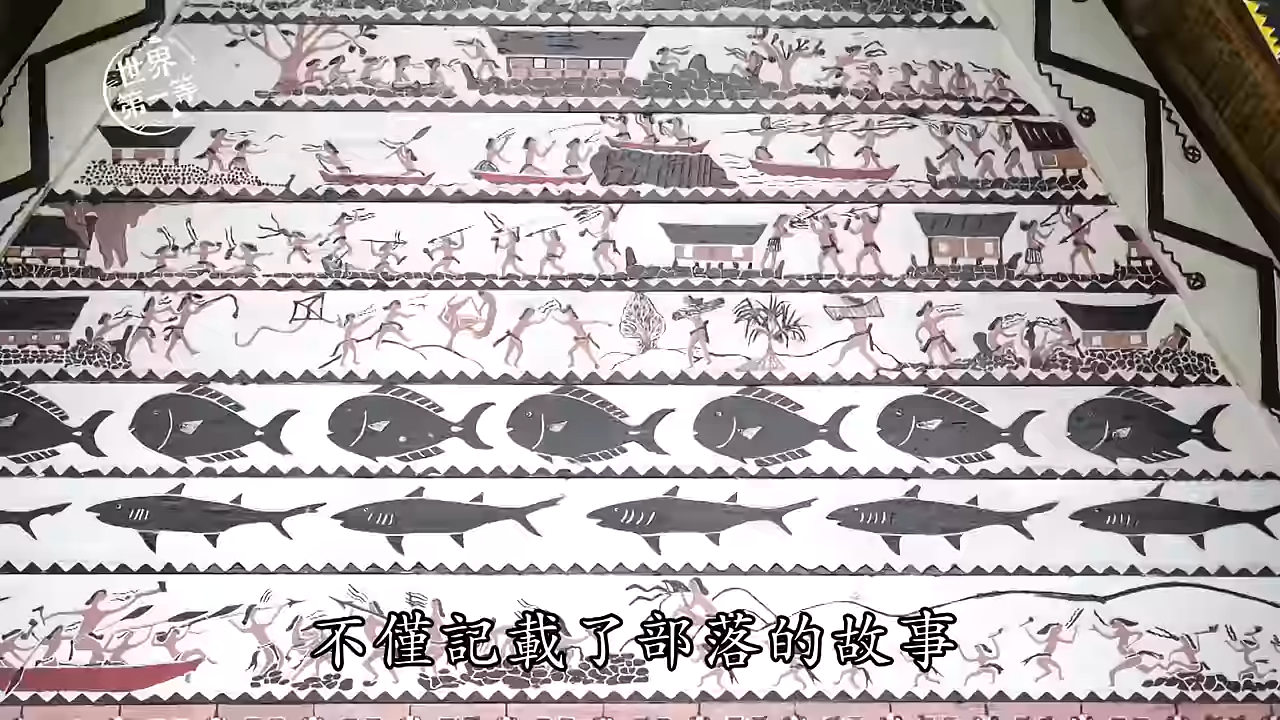 世界
第一等
不僅記載了部落的故事